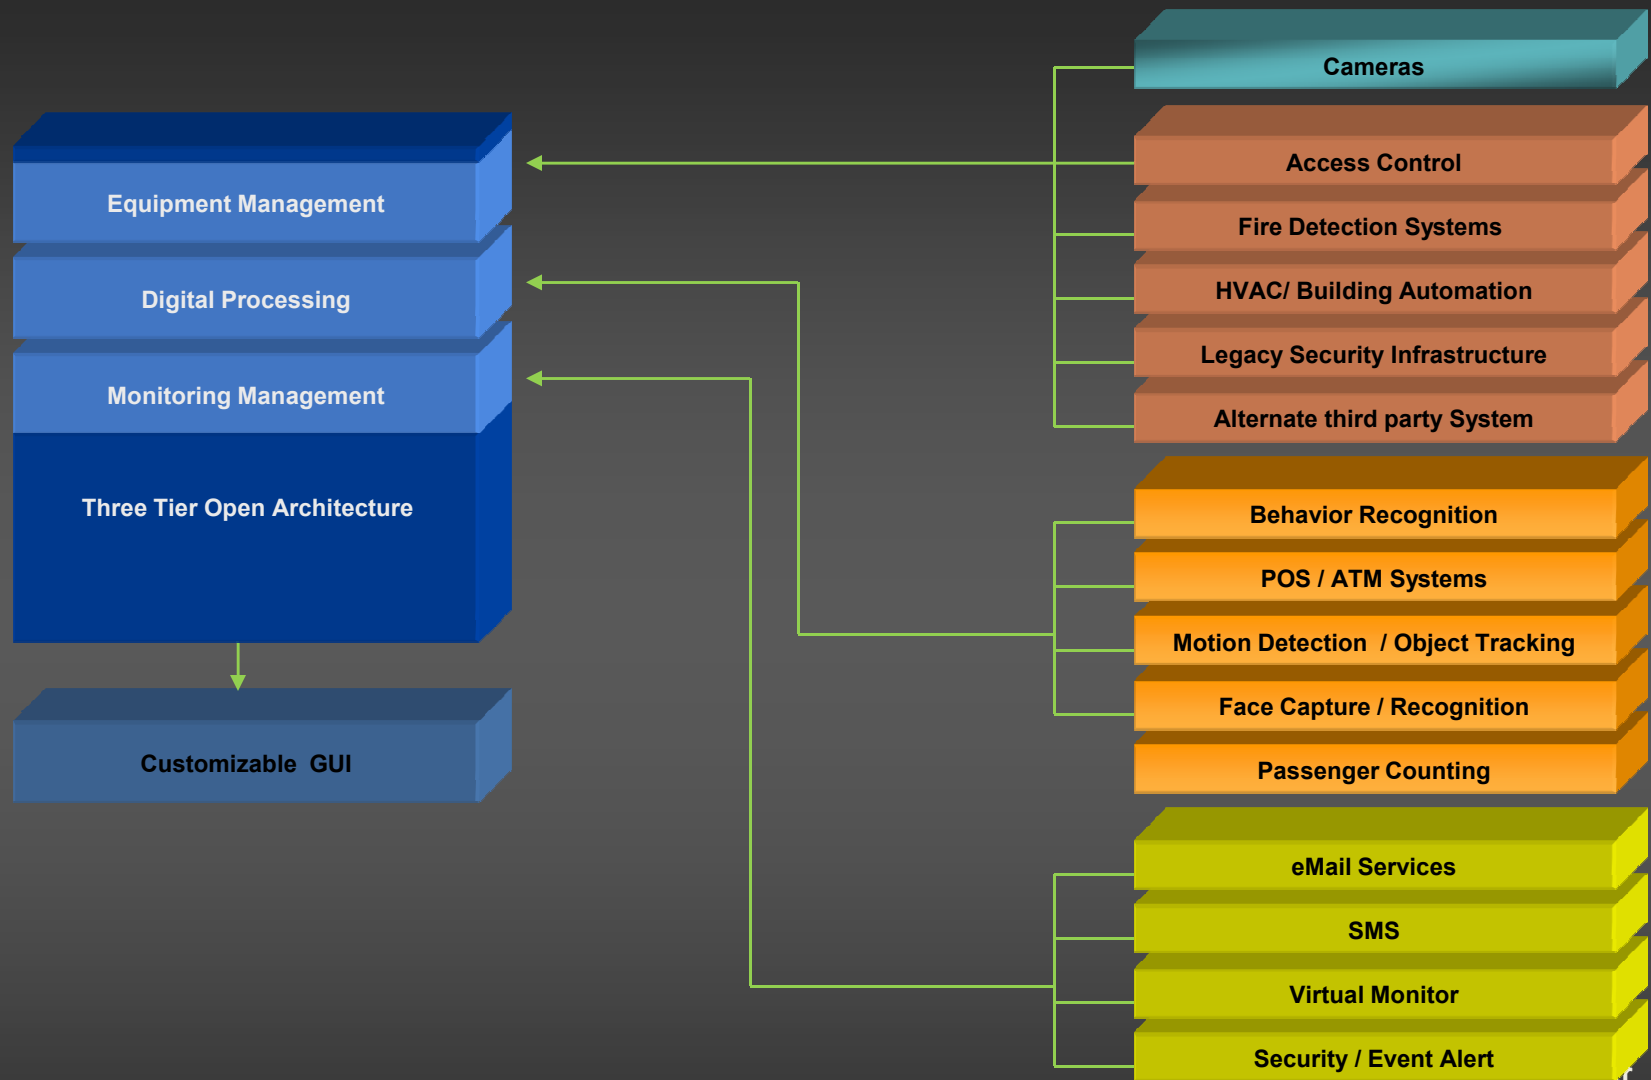 Equipment Management
Digital Processing
Monitoring Management
Three Tier Open Architecture
Customizable  GUI
Cameras
Access Control
Fire Detection Systems
HVAC/ Building Automation
Legacy Security Infrastructure
Alternate third party System
Behavior Recognition
POS / ATM Systems
Motion Detection  / Object Tracking
Face Capture / Recognition
Passenger Counting
eMail Services
SMS
Virtual Monitor
Security / Event Alert